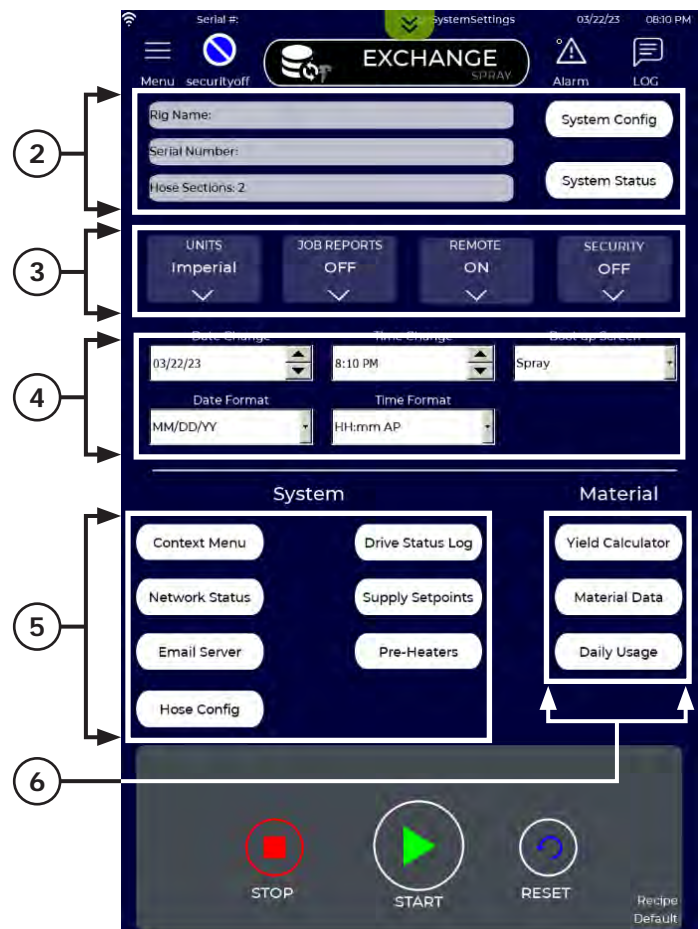 Serial #:
SystemSettings
03/22/23
08:10 PM
Menu
securityoff
EXCHANGE
SPRAY
Alarm
LOG
2
Rig Name:
System Config
Serial Number:
Hose Sections: 2
System Status
3
UNITS
Imperial
JOB REPORTS
OFF
REMOTE
ON
SECURITY
OFF
4
Date Change
Time Change
Boot up Screen
03/22/23
8:10 PM
Spray
Date Format
Time Format
MM/DD/YY
HH:mm AP
System
Material
5
Context Menu
Drive Status Log
Yield Calculator
Network Status
Supply Setpoints
Material Data
Email Server
Pre-Heaters
Daily Usage
Hose Config
6
STOP
START
RESET
Recipe
Default